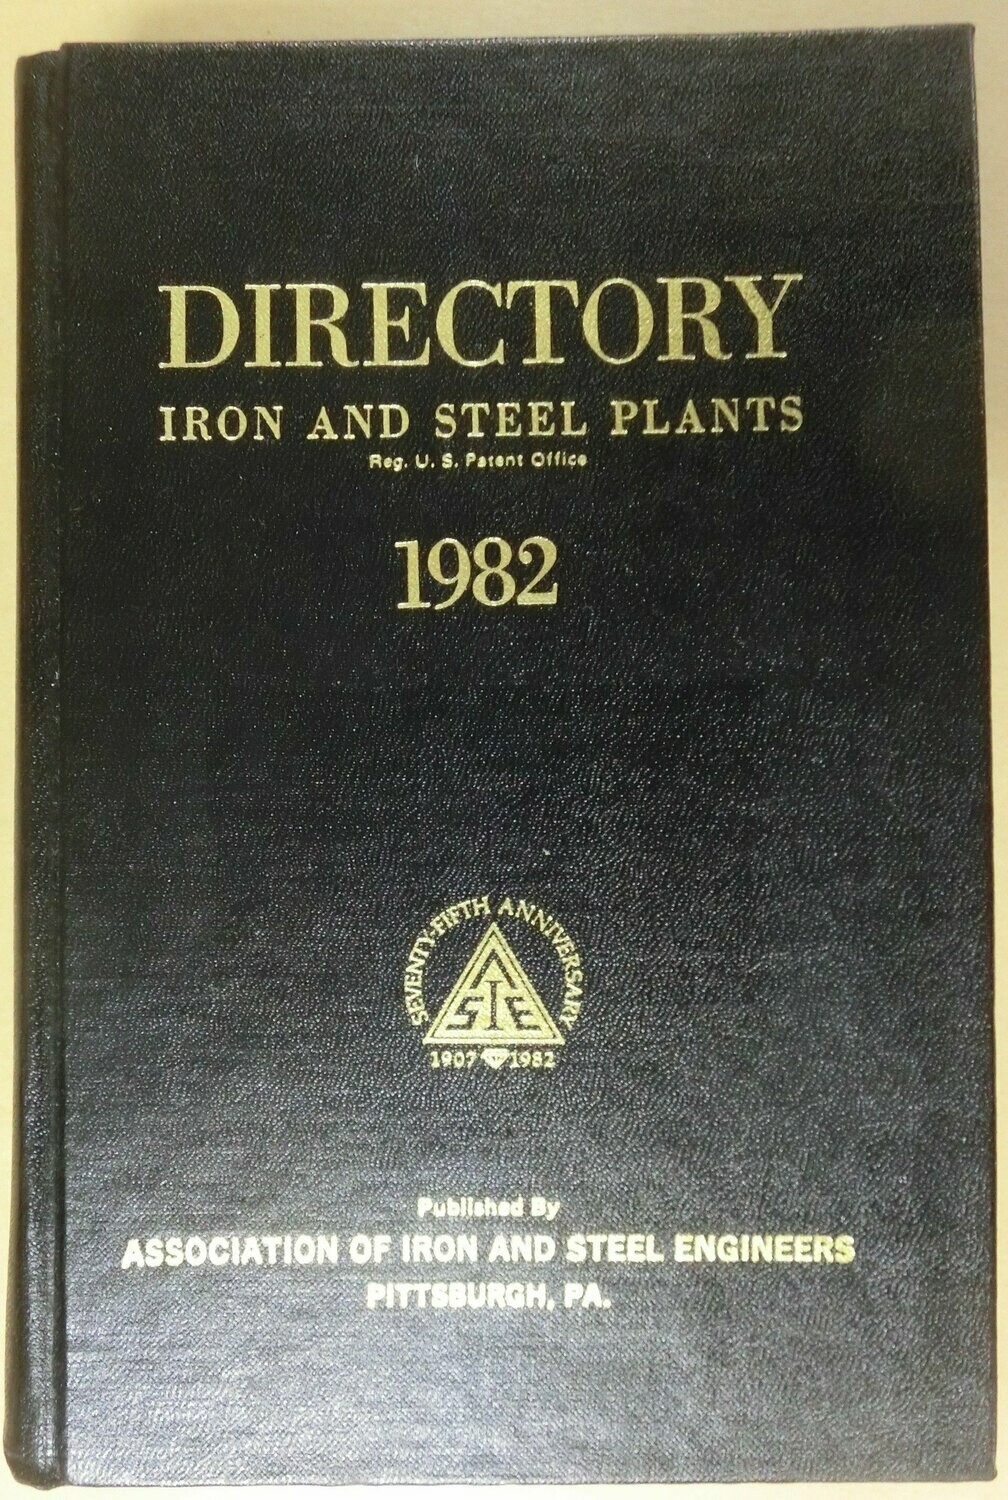 DIRECTORY
IRON AND STEEL PLANTS
Reg. U. S. Patent Office
1982
SEVENTY-FIFTH ANNIVERSARY
A
I
S E
1907 1982
Published By
ASSOCIATION OF IRON AND STEEL ENGINEERS
PITTSBURGH, PA.